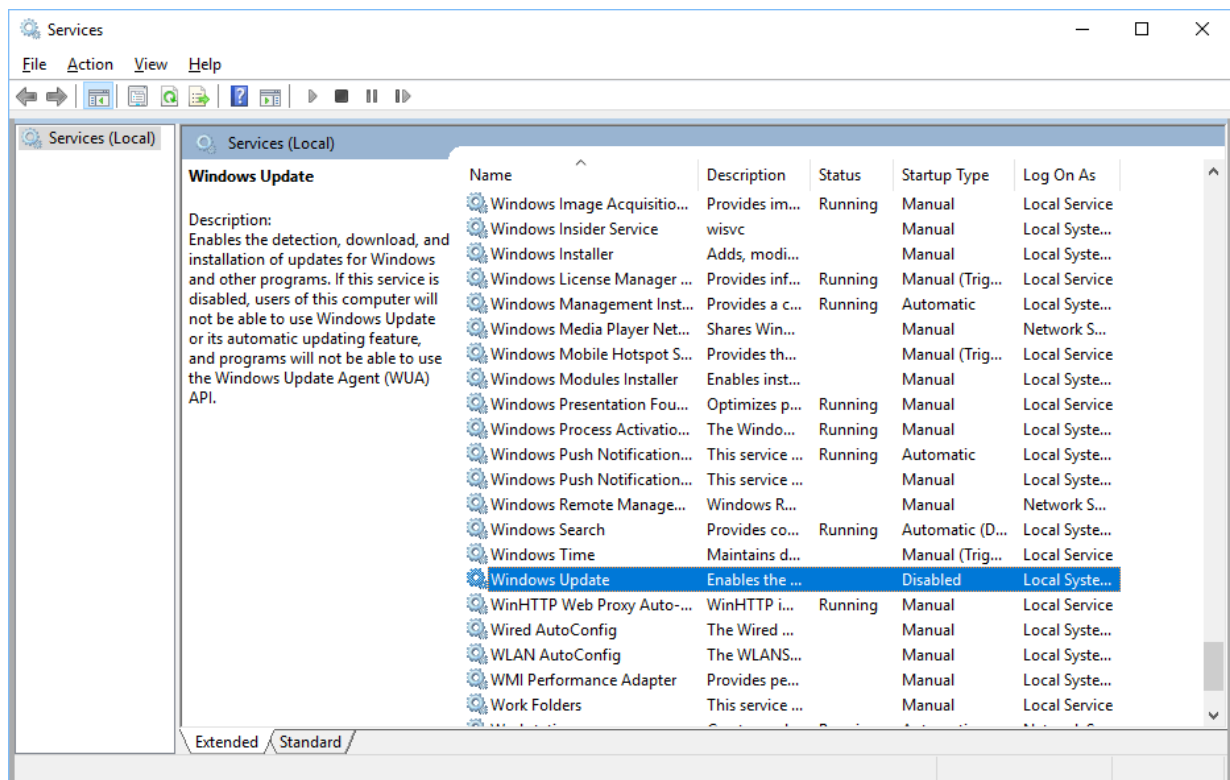 Services
File Action View Help
Services (Local)
Services (Local)
Windows Update
Description:
Enables the detection, download, and
installation of updates for Windows
and other programs. If this service is
disabled, users of this computer will
not be able to use Windows Update
or its automatic updating feature,
and programs will not be able to use
the Windows Update Agent (WUA)
API.
Name Description Status Startup Type Log On As
Windows Image Acquisitio... Provides im... Running Manual Local Service
Windows Insider Service wisvc Manual Local Syste...
Windows Installer Adds, modi... Manual Local Syste...
Windows License Manager ... Provides inf... Running Manual (Trig... Local Service
Windows Management Inst... Provides a c... Running Automatic Local Syste...
Windows Media Player Net... Shares Win... Manual Network S...
Windows Mobile Hotspot S... Provides th... Manual (Trig... Local Service
Windows Modules Installer Enables inst... Manual Local Syste...
Windows Presentation Fou... Optimizes p... Running Manual Local Service
Windows Process Activatio... The Windo... Running Manual Local Syste...
Windows Push Notification... This service ... Running Automatic Local Syste...
Windows Push Notification... This service ... Manual Local Syste...
Windows Remote Manage... Windows R... Manual Network S...
Windows Search Provides co... Running Automatic (D... Local Syste...
Windows Time Maintains d... Manual (Trig... Local Service
Windows Update Enables the ... Disabled Local Syste...
WinHTTP Web Proxy Auto-... WinHTTP i... Running Manual Local Service
Wired AutoConfig The Wired ... Manual Local Syste...
WLAN AutoConfig The WLANS... Manual Local Syste...
WMI Performance Adapter Provides pe... Manual Local Syste...
Work Folders This service ... Manual Local Service
Extended Standard